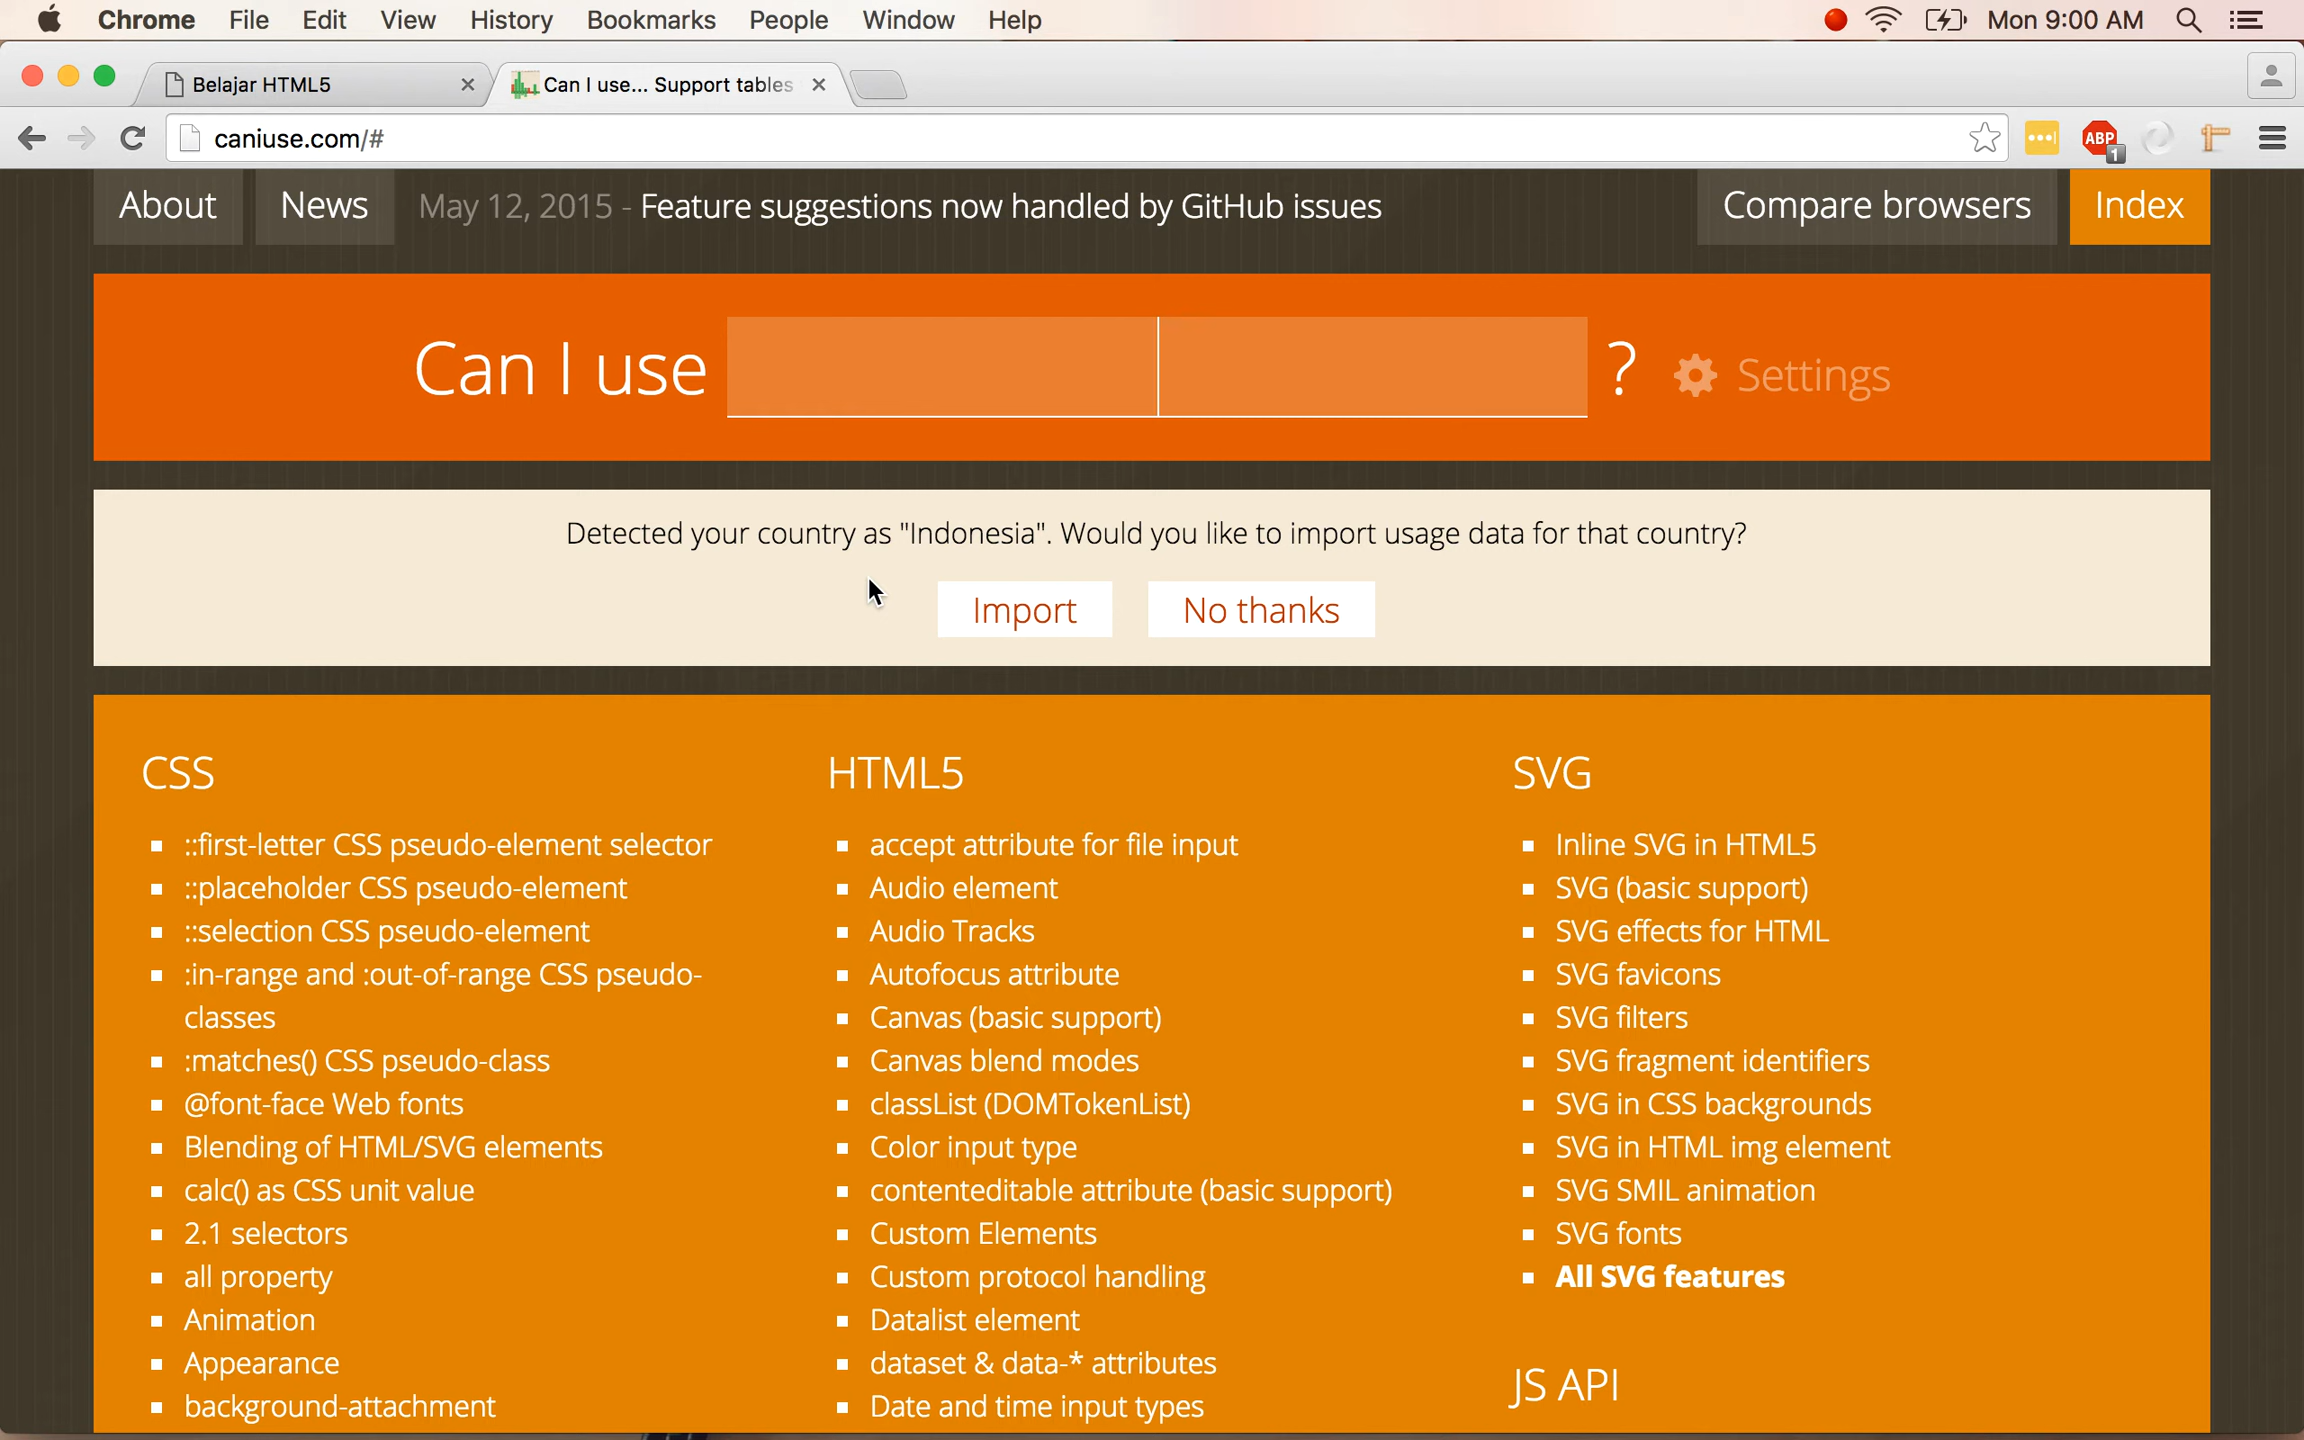 Chrome File Edit View History Bookmarks People Window Help Mon 9:00 AM
Belajar HTML5 Can I use... Support tables
caniuse.com/# ABP 1
About News May 12, 2015 - Feature suggestions now handled by GitHub issues Compare browsers Index
Can I use ? Settings
Detected your country as "Indonesia". Would you like to import usage data for that country?
Import No thanks
CSS
::first-letter CSS pseudo-element selector
::placeholder CSS pseudo-element
::selection CSS pseudo-element
:in-range and :out-of-range CSS pseudo-
classes
:matches() CSS pseudo-class
@font-face Web fonts
Blending of HTML/SVG elements
calc() as CSS unit value
2.1 selectors
all property
Animation
Appearance
background-attachment
HTML5
accept attribute for file input
Audio element
Audio Tracks
Autofocus attribute
Canvas (basic support)
Canvas blend modes
classList (DOMTokenList)
Color input type
contenteditable attribute (basic support)
Custom Elements
Custom protocol handling
Datalist element
dataset & data-* attributes
Date and time input types
SVG
Inline SVG in HTML5
SVG (basic support)
SVG effects for HTML
SVG favicons
SVG filters
SVG fragment identifiers
SVG in CSS backgrounds
SVG in HTML img element
SVG SMIL animation
SVG fonts
All SVG features
JS API